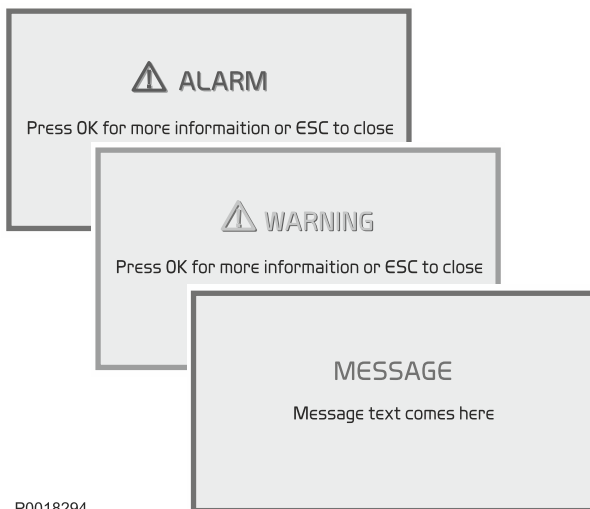 ALARM
Press OK for more informaition or ESC to close
WARNING
Press OK for more informaition or ESC to close
MESSAGE
Message text comes here
P0018294